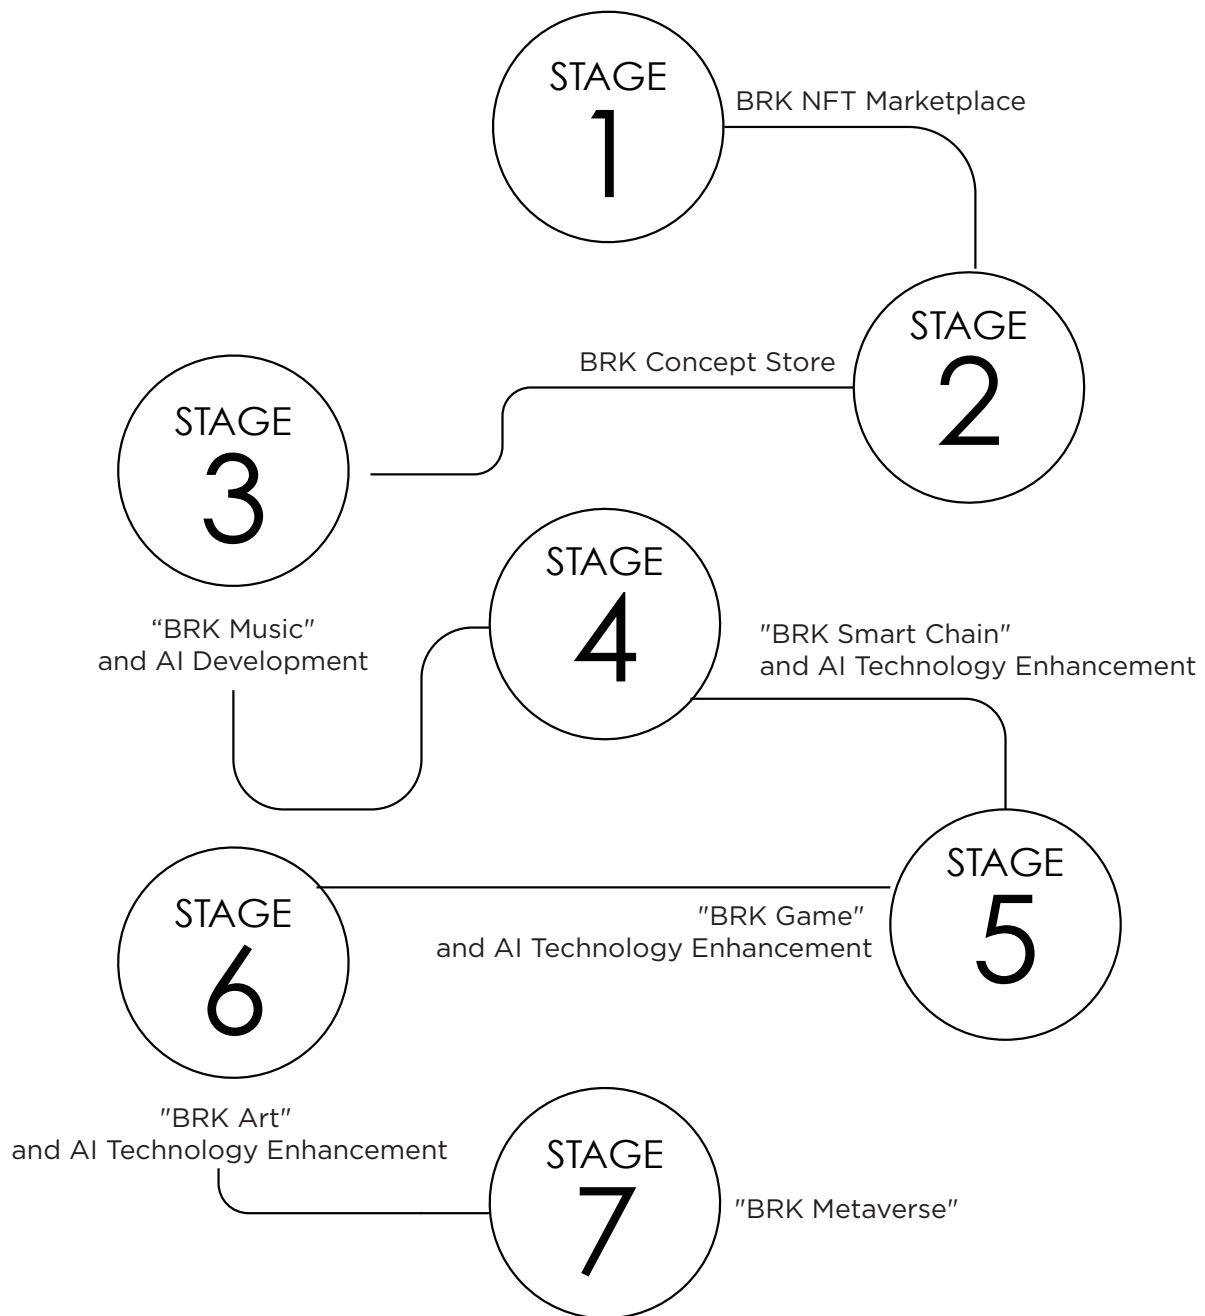 STAGE
1
BRK NFT Marketplace
STAGE
2
BRK Concept Store
STAGE
3
“BRK Music"
and AI Development
STAGE
4
"BRK Smart Chain"
and AI Technology Enhancement
STAGE
5
"BRK Game"
and AI Technology Enhancement
STAGE
6
"BRK Art"
and AI Technology Enhancement
STAGE
7
"BRK Metaverse"